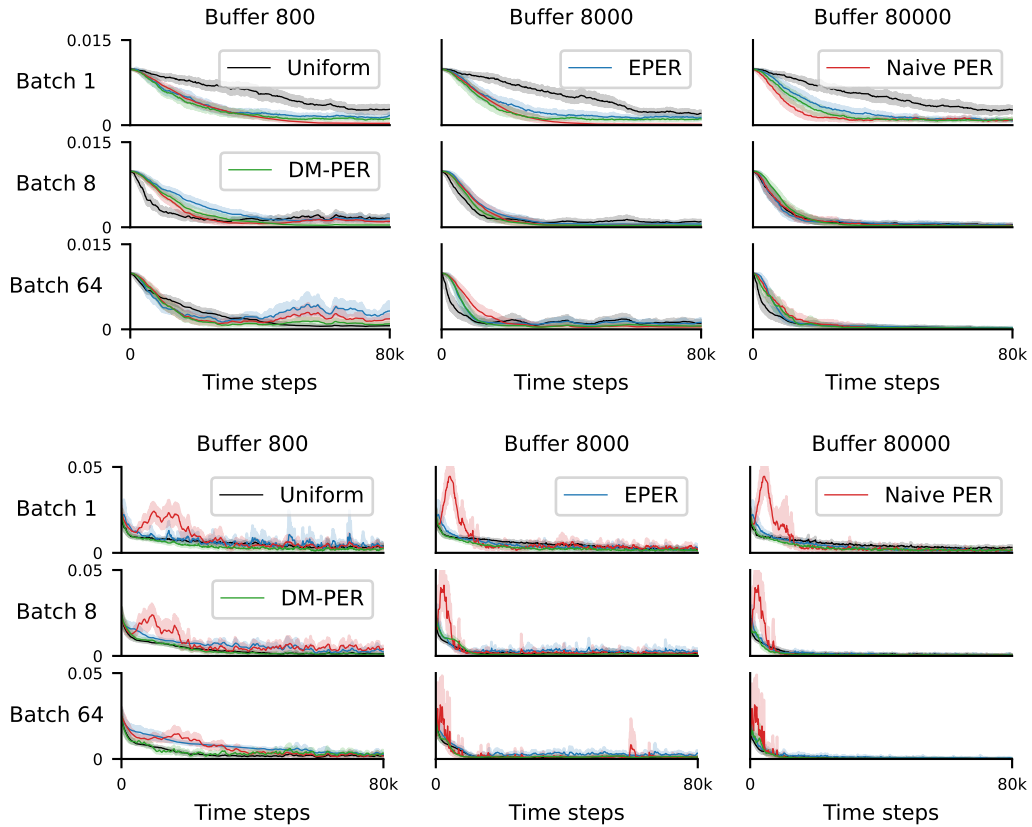 Buffer 800 Buffer 8000 Buffer 80000
0.015
Batch 1
Uniform EPER Naive PER
0
0.015
Batch 8
DM-PER
0
0.015
Batch 64
0
0 80k 0 80k 0 80k
Time steps Time steps Time steps
Buffer 800 Buffer 8000 Buffer 80000
0.05
Batch 1
Uniform EPER Naive PER
0
0.05
Batch 8
DM-PER
0
0.05
Batch 64
0
0 80k 0 80k 0 80k
Time steps Time steps Time steps